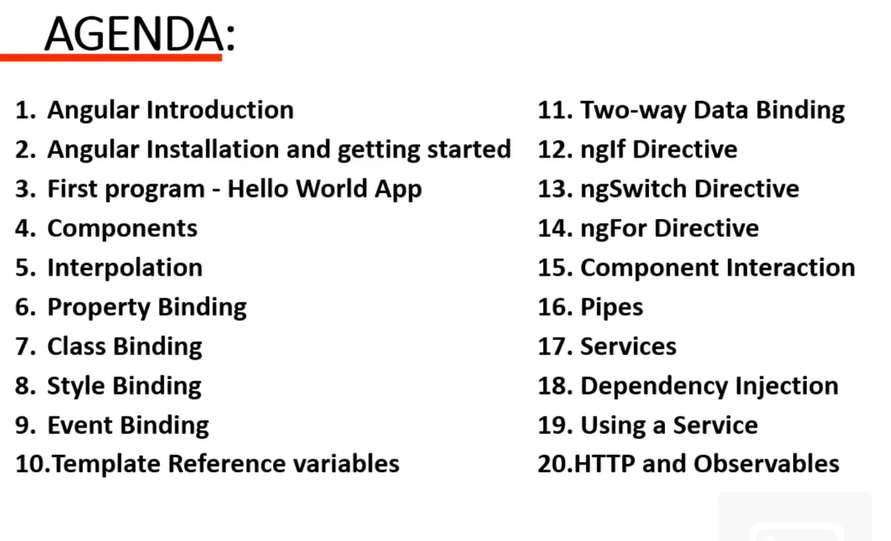 AGENDA:
1. Angular Introduction
2. Angular Installation and getting started
3. First program - Hello World App
4. Components
5. Interpolation
6. Property Binding
7. Class Binding
8. Style Binding
9. Event Binding
10.Template Reference variables
11. Two-way Data Binding
12. ngIf Directive
13. ngSwitch Directive
14. ngFor Directive
15. Component Interaction
16. Pipes
17. Services
18. Dependency Injection
19. Using a Service
20.HTTP and Observables